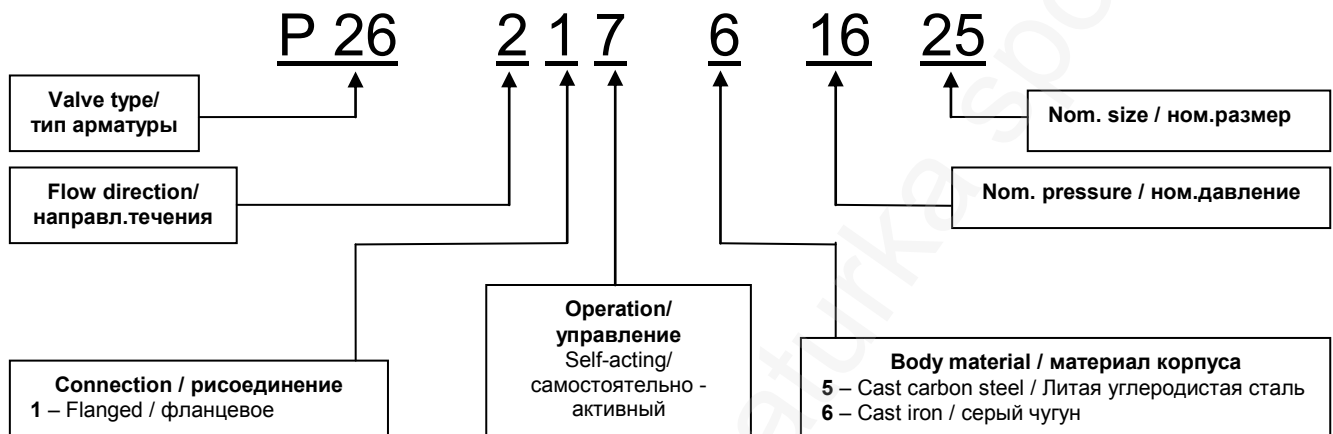 P 26 2 1 7 6 16 25
Valve type/
тип арматуры
Nom. size / ном.размер
Flow direction/
направл.течения
Nom. pressure / ном.давление
Connection / рисоединение
1 – Flanged / фланцевое
Operation/
управление
Self-acting/
самостоятельно -
активный
Body material / материал корпуса
5 – Cast carbon steel / Литая углеродистая сталь
6 – Cast iron / серый чугун